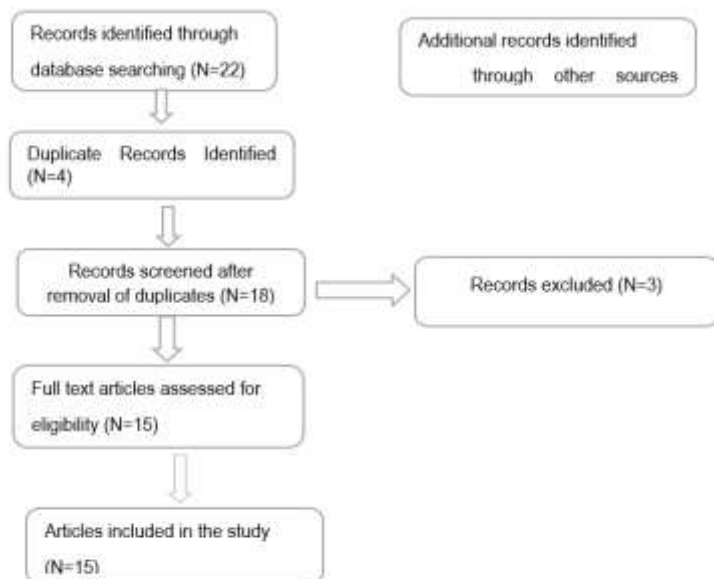 Records identified through
database searching (N=22)
Additional records identified
through other sources
Duplicate Records Identified
(N=4)
Records screened after
removal of duplicates (N=18)
Records excluded (N=3)
Full text articles assessed for
eligibility (N=15)
Articles included in the study
(N=15)